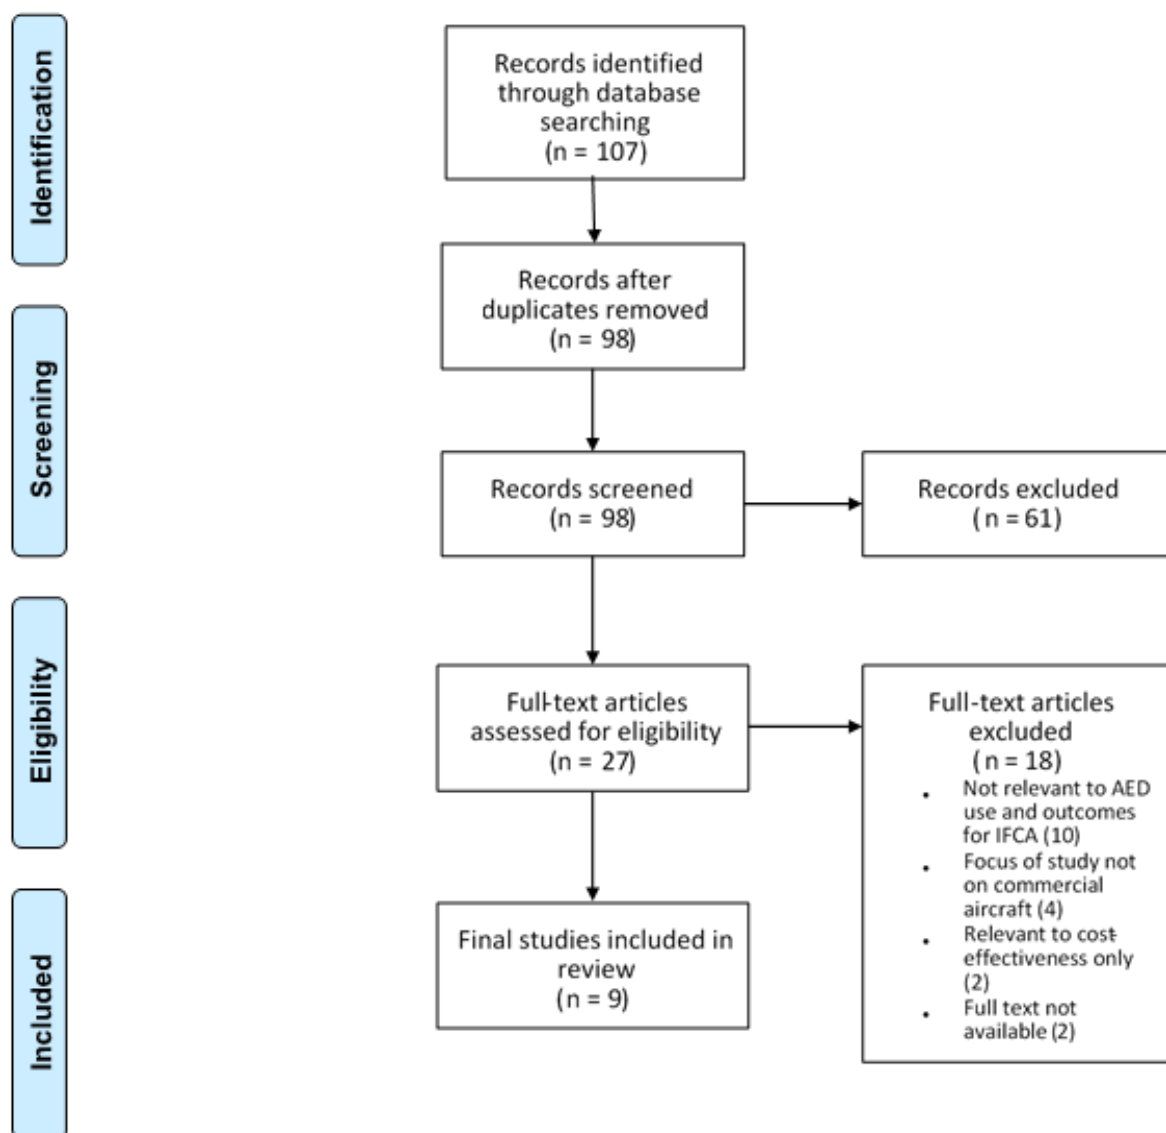 Identification
Records identified
through database
searching
(n = 107)
Records after
duplicates removed
(n = 98)
Screening
Records screened
(n = 98)
Records excluded
(n = 61)
Eligibility
Full-text articles
assessed for eligibility
(n = 27)
Full-text articles
excluded
(n = 18)
• Not relevant to AED
use and outcomes
for IFCA (10)
• Focus of study not
on commercial
aircraft (4)
• Relevant to cost-
effectiveness only
(2)
• Full text not
available (2)
Included
Final studies included in
review
(n = 9)